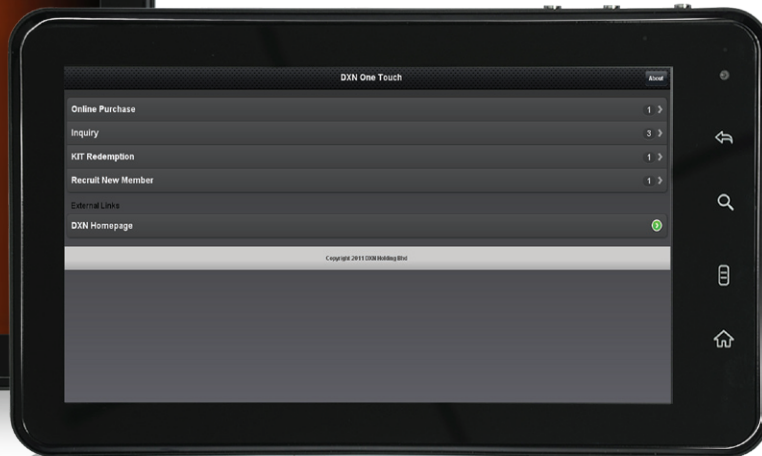 DXN One Touch
About
Online Purchase 1
Inquiry 3
KIT Redemption 1
Recruit New Member 1
External Links
DXN Homepage
Copyright 2011 DXN Holding Bhd